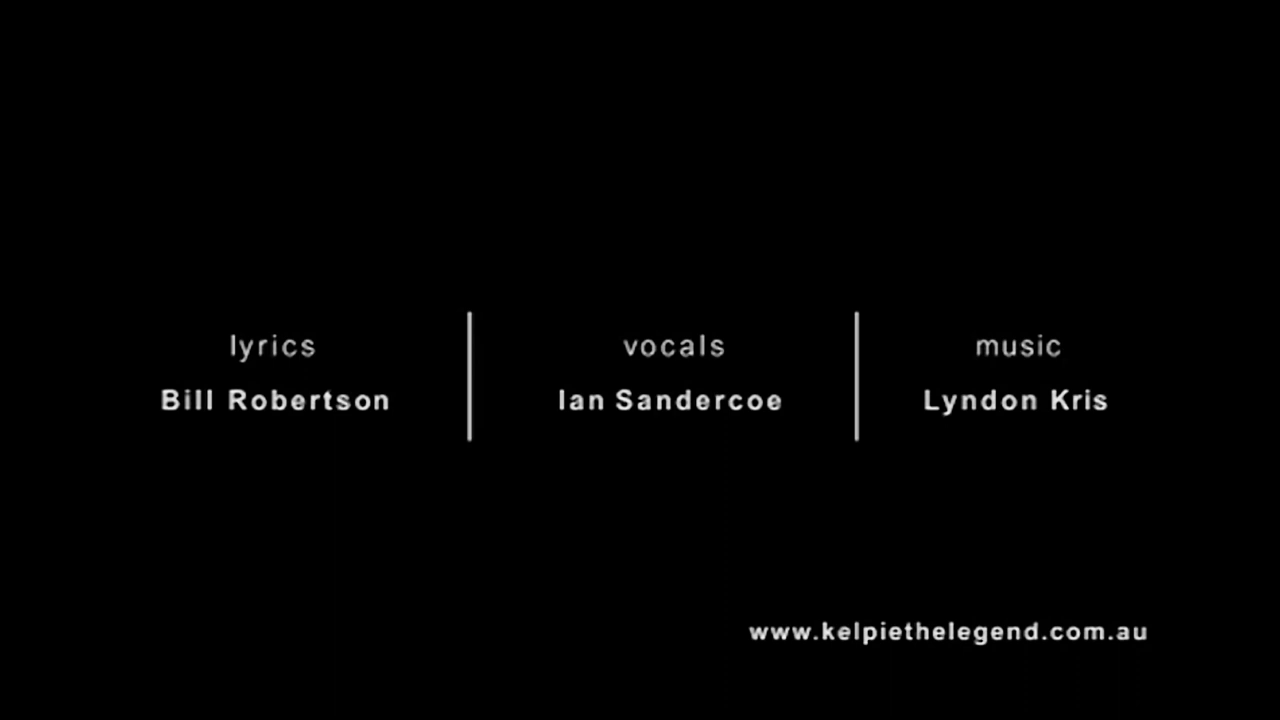 lyrics
Bill Robertson
vocals
Ian Sandercoe
music
Lyndon Kris
www.kelpiethelegend.com.au